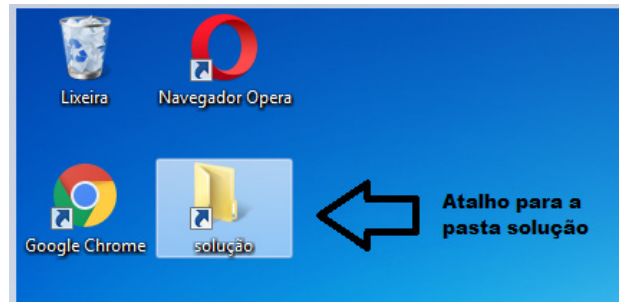 Lixeira
Navegador Opera
Google Chrome
solução
Atalho para a
pasta solução